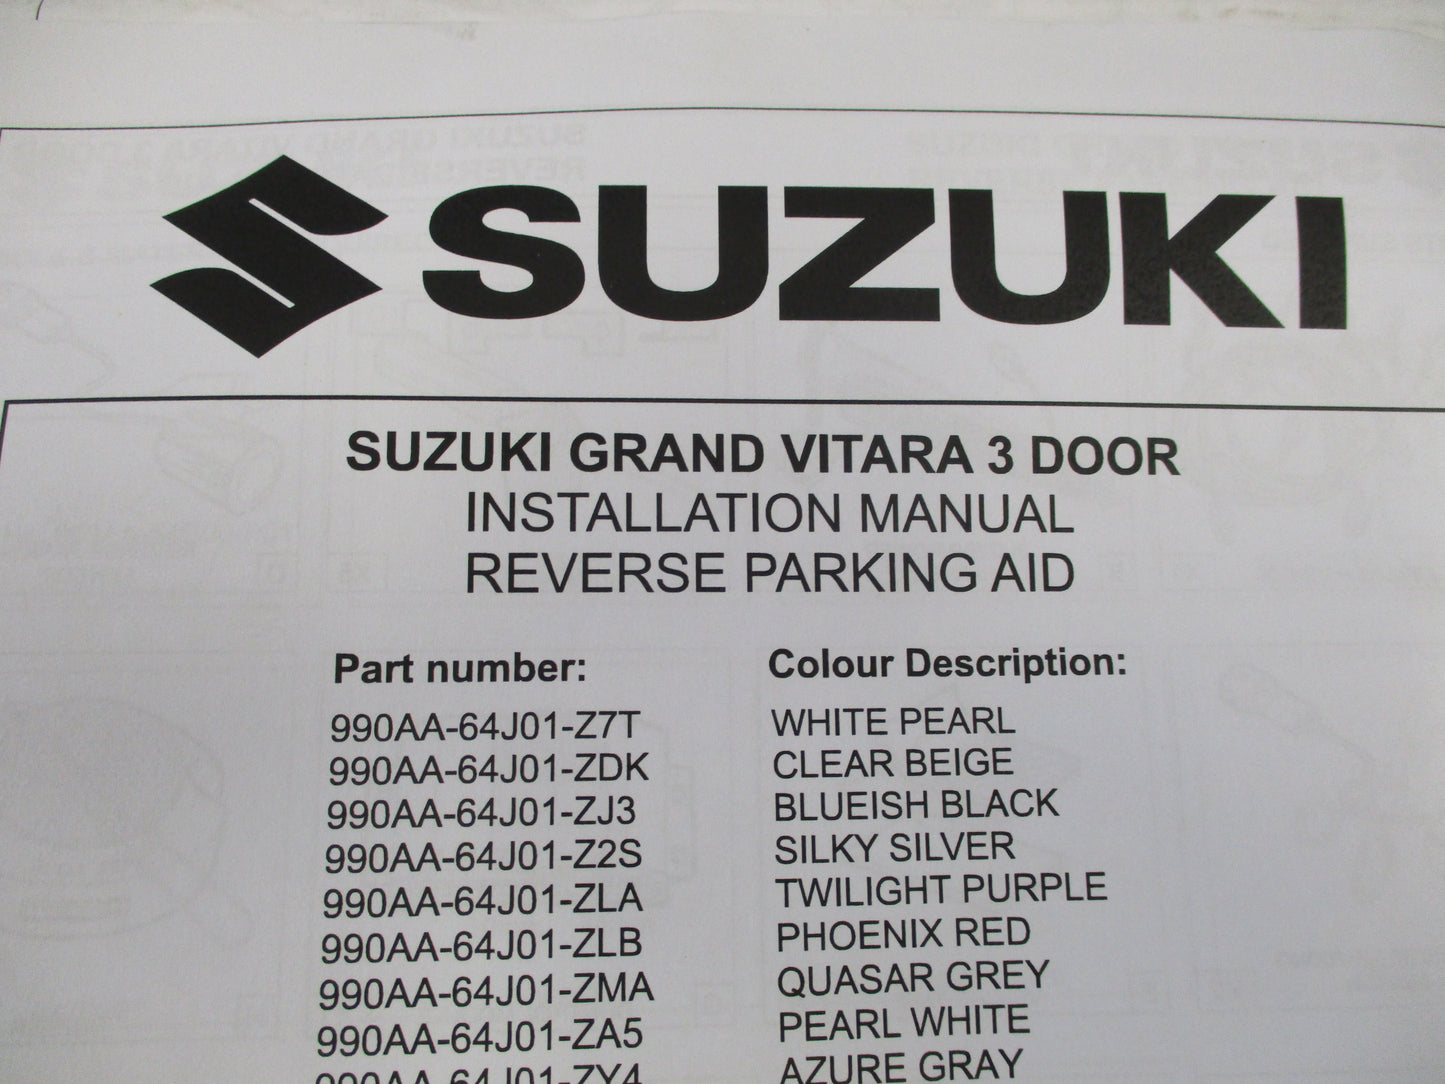 SUZUKI
SUZUKI GRAND VITARA 3 DOOR
INSTALLATION MANUAL
REVERSE PARKING AID
Part number: Colour Description:
990AA-64J01-Z7T WHITE PEARL
990AA-64J01-ZDK CLEAR BEIGE
990AA-64J01-ZJ3 BLUEISH BLACK
990AA-64J01-Z2S SILKY SILVER
990AA-64J01-ZLA TWILIGHT PURPLE
990AA-64J01-ZLB PHOENIX RED
990AA-64J01-ZMA QUASAR GREY
990AA-64J01-ZA5 PEARL WHITE
990AA-64J01-ZY4 AZURE GRAY